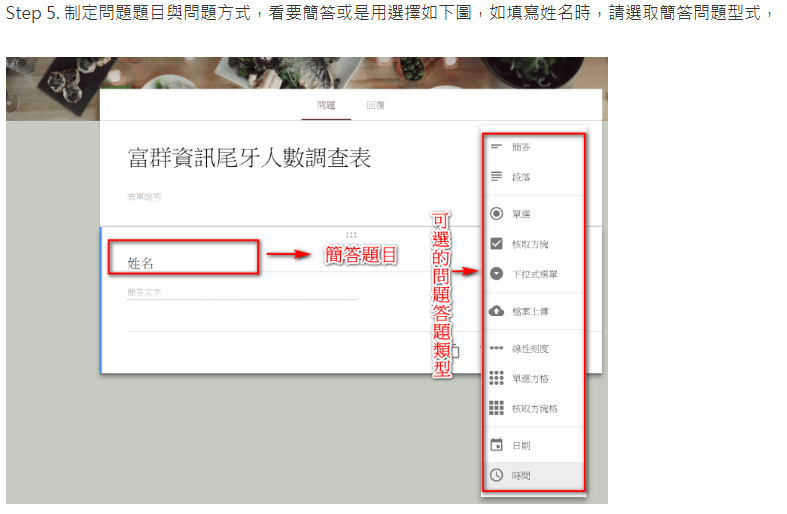 Step 5. 制定問題題目與問題方式，看要簡答或是用選擇如下圖，如填寫姓名時，請選取簡答問題型式，
問題 回覆
富群資訊尾牙人數調查表
表單說明
姓名
簡答題目
簡答文字
可選的問題答題類型
簡答
段落
單選
核取方塊
下拉式選單
檔案上傳
線性刻度
單選方格
核取方塊格
日期
時間